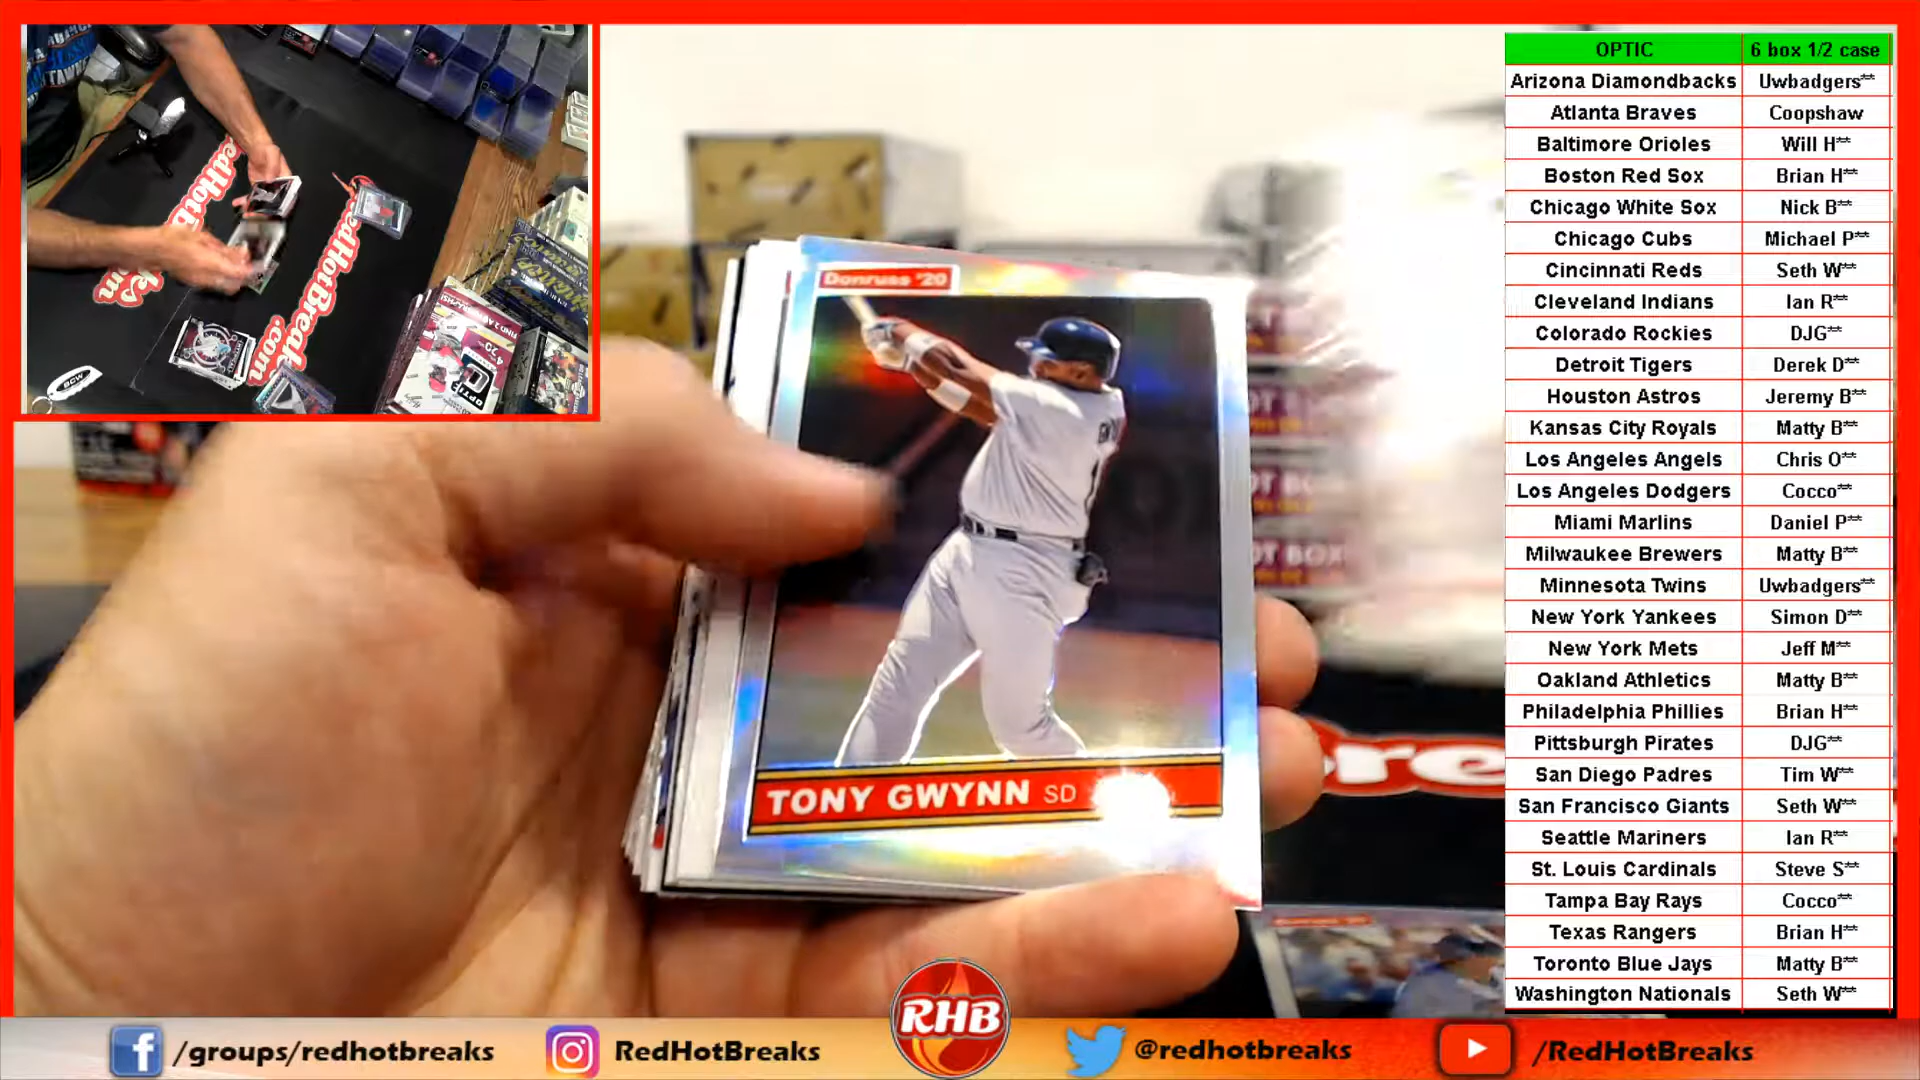 OPTIC 6 box 1/2 case
Arizona Diamondbacks Uwbadgers**
Atlanta Braves Coopshaw
Baltimore Orioles Will H**
Boston Red Sox Brian H**
Chicago White Sox Nick B**
Chicago Cubs Michael P**
Cincinnati Reds Seth W**
Cleveland Indians Ian R**
Colorado Rockies DJG**
Detroit Tigers Derek D**
Houston Astros Jeremy B**
Kansas City Royals Matty B**
Los Angeles Angels Chris O**
Los Angeles Dodgers Cocco**
Miami Marlins Daniel P**
Milwaukee Brewers Matty B**
Minnesota Twins Uwbadgers**
New York Yankees Simon D**
New York Mets Jeff M**
Oakland Athletics Matty B**
Philadelphia Phillies Brian H**
Pittsburgh Pirates DJG**
San Diego Padres Tim W**
San Francisco Giants Seth W**
Seattle Mariners Ian R**
St. Louis Cardinals Steve S**
Tampa Bay Rays Cocco**
Texas Rangers Brian H**
Toronto Blue Jays Matty B**
Washington Nationals Seth W**
Donruss '20
TONY GWYNN SD
RedHotBreaks
.com
BCW
OPTIC
RHB
/groups/redhotbreaks
RedHotBreaks
@redhotbreaks
/RedHotBreaks